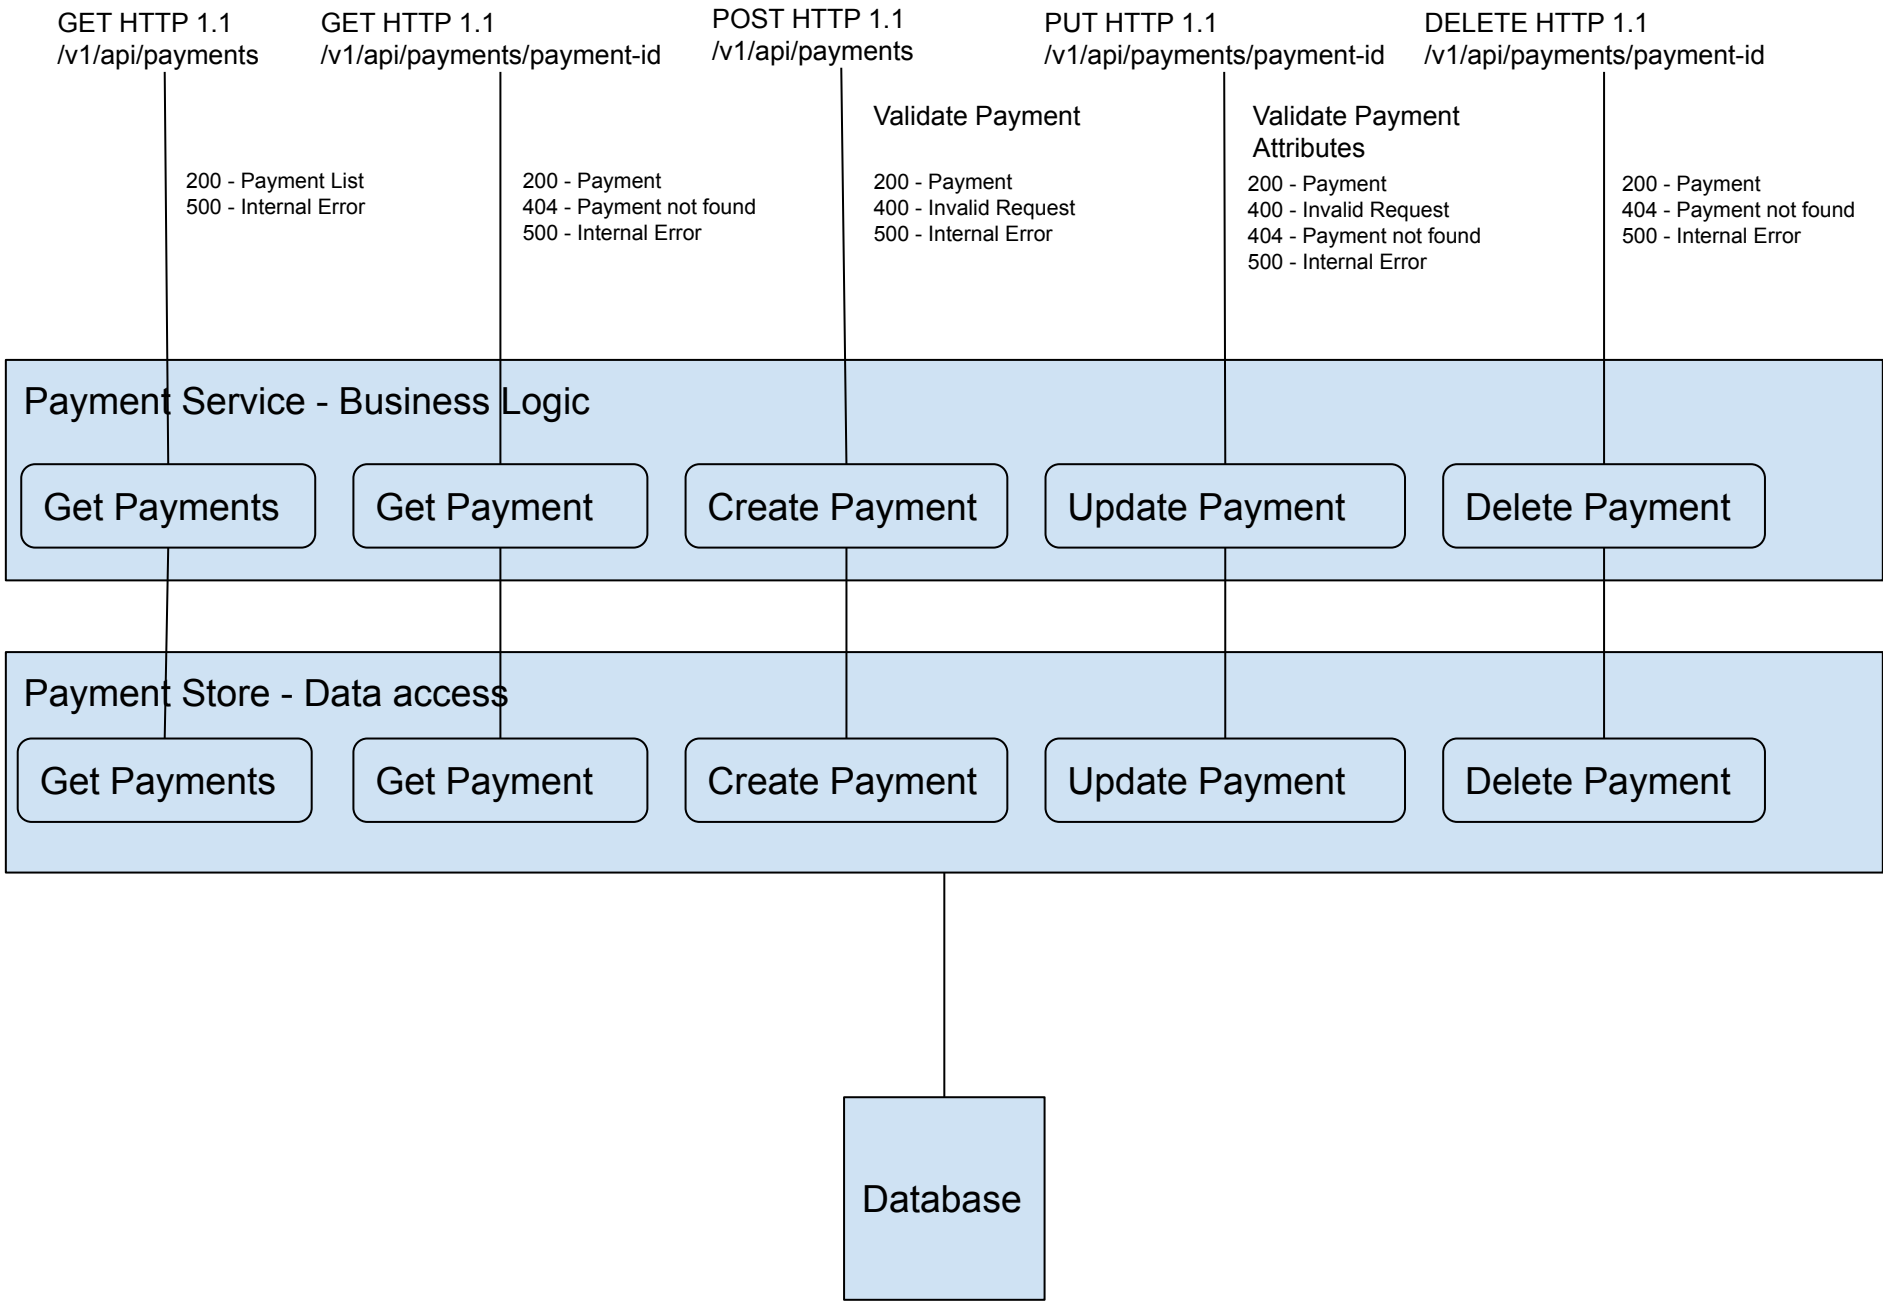 GET HTTP 1.1
/v1/api/payments
GET HTTP 1.1
/v1/api/payments/payment-id
POST HTTP 1.1
/v1/api/payments
PUT HTTP 1.1
/v1/api/payments/payment-id
DELETE HTTP 1.1
/v1/api/payments/payment-id
Validate Payment
Validate Payment
Attributes
200 - Payment List
500 - Internal Error
200 - Payment
404 - Payment not found
500 - Internal Error
200 - Payment
400 - Invalid Request
500 - Internal Error
200 - Payment
400 - Invalid Request
404 - Payment not found
500 - Internal Error
200 - Payment
404 - Payment not found
500 - Internal Error
Payment Service - Business Logic
Get Payments
Get Payment
Create Payment
Update Payment
Delete Payment
Payment Store - Data access
Get Payments
Get Payment
Create Payment
Update Payment
Delete Payment
Database